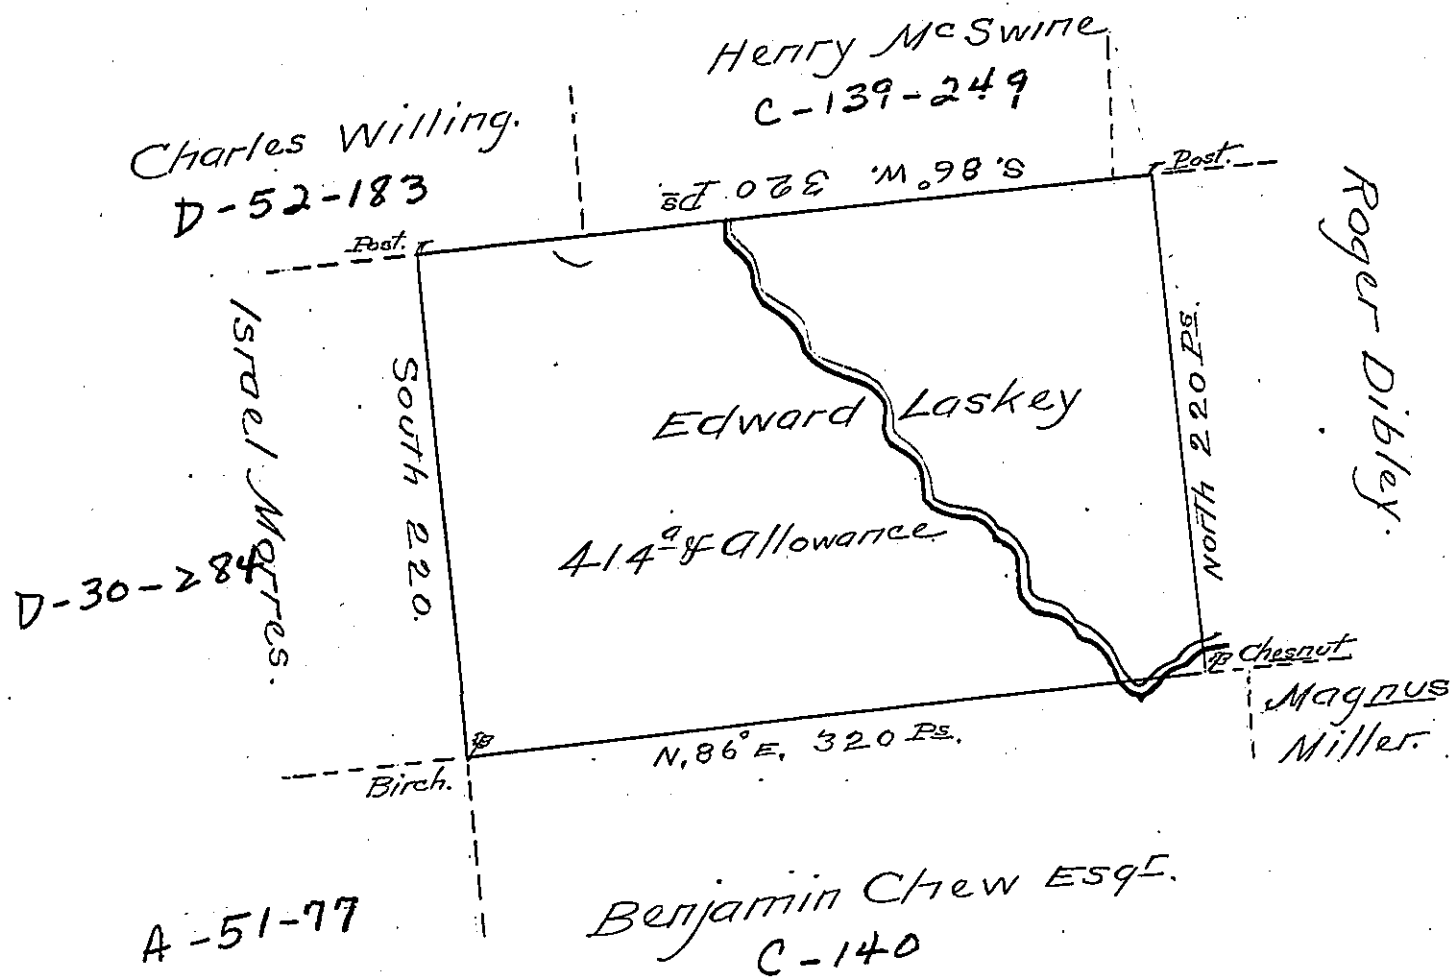 Henry McSwine
C-139-249
Charles Willing.
D-52-183
Post.
S. 86° W. 320 Ps.
Post.
Roger Dibley.
Israel Morres.
D-30-284
South 220.
Edward Laskey
414 a & Allowance
North 220 Ps.
Chesnut
Magnus
Miller.
N. 86° E. 320 Ps.
Birch.
A-51-77
Benjamin Chew Esqr.
C-140